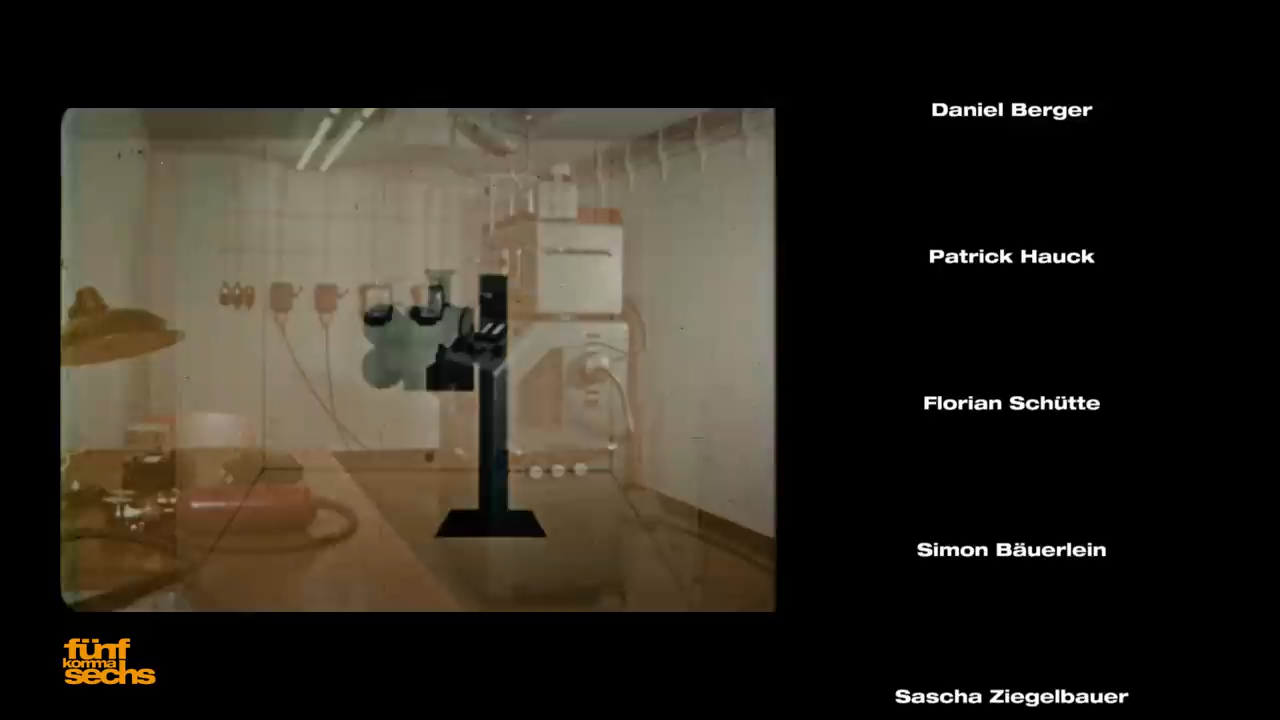 Daniel Berger
Patrick Hauck
Florian Schütte
Simon Bäuerlein
fünf
komma
sechs
Sascha Ziegelbauer